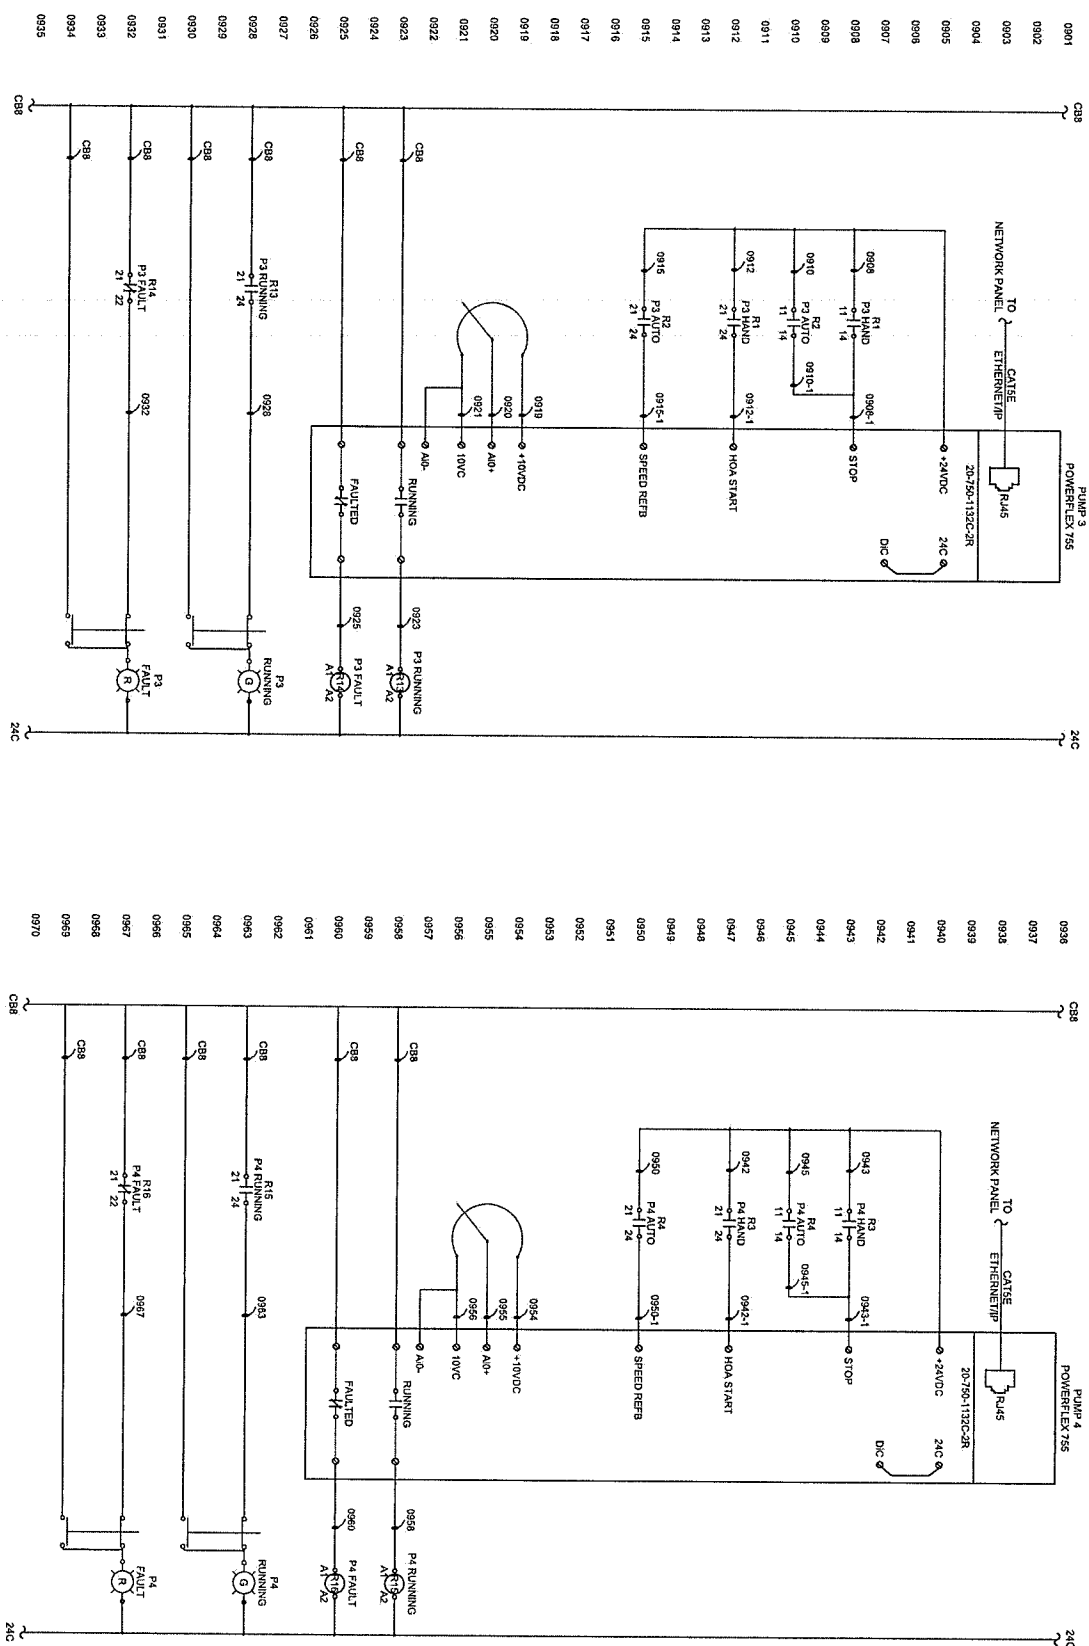 PUMP 3
POWERFLEX 755
CB8
24C
0901
0902
0903
TO
NETWORK PANEL
CAT5E
ETHERNET/IP
RJ45
0904
20-750-1132C-2R
0905
+24VDC
24C
0906
0907
DIC
0908
0908
R1
P3 HAND
11 14
0908-1
STOP
0909
0910
0910
R2
P3 AUTO
11 14
0910-1
0911
0912
0912
R1
P3 HAND
21 24
0912-1
HOA START
0913
0914
0915
0915
R2
P3 AUTO
21 24
0915-1
SPEED REFB
0916
0917
0918
0919
0919
+10VDC
0920
0920
AI0+
0921
0921
10VC
0922
AI0-
0923
CB8
RUNNING
0923
P3 RUNNING
R13
A1 A2
0924
0925
CB8
FAULTED
0925
P3 FAULT
R14
A1 A2
0926
0927
0928
CB8
R13
P3 RUNNING
21 24
0928
P3
RUNNING
G
0929
0930
CB8
0931
0932
CB8
R14
P3 FAULT
21 22
0932
P3
FAULT
R
0933
0934
CB8
0935
CB8
24C
PUMP 4
POWERFLEX 755
CB8
24C
0936
0937
0938
TO
NETWORK PANEL
CAT5E
ETHERNET/IP
RJ45
0939
20-750-1132C-2R
0940
+24VDC
24C
0941
0942
DIC
0943
0943
R3
P4 HAND
11 14
0943-1
STOP
0944
0945
0945
R4
P4 AUTO
11 14
0945-1
0946
0947
0942
R3
P4 HAND
21 24
0942-1
HOA START
0948
0949
0950
0950
R4
P4 AUTO
21 24
0950-1
SPEED REFB
0951
0952
0953
0954
0954
+10VDC
0955
0955
AI0+
0956
0956
10VC
0957
AI0-
0958
CB8
RUNNING
0958
P4 RUNNING
R15
A1 A2
0959
0960
CB8
FAULTED
0960
P4 FAULT
R16
A1 A2
0961
0962
0963
CB8
R15
P4 RUNNING
21 24
0963
P4
RUNNING
G
0964
0965
CB8
0966
0967
CB8
R16
P4 FAULT
21 22
0967
P4
FAULT
R
0968
0969
CB8
0970
CB8
24C